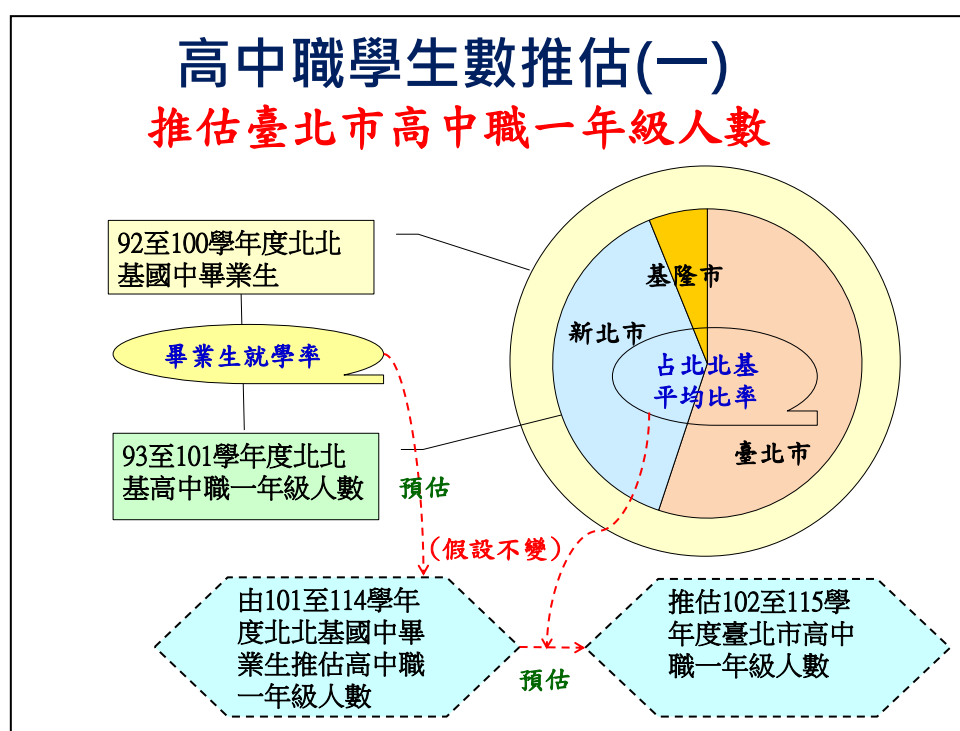 高中職學生數推估(一)
推估臺北市高中職一年級人數
92至100學年度北北
基國中畢業生
畢業生就學率
93至101學年度北北
基高中職一年級人數
基隆市
新北市
占北北基
平均比率
臺北市
預估
(假設不變)
由101至114學年
度北北基國中畢
業生推估高中職
一年級人數
預估
推估102至115學
年度臺北市高中
職一年級人數